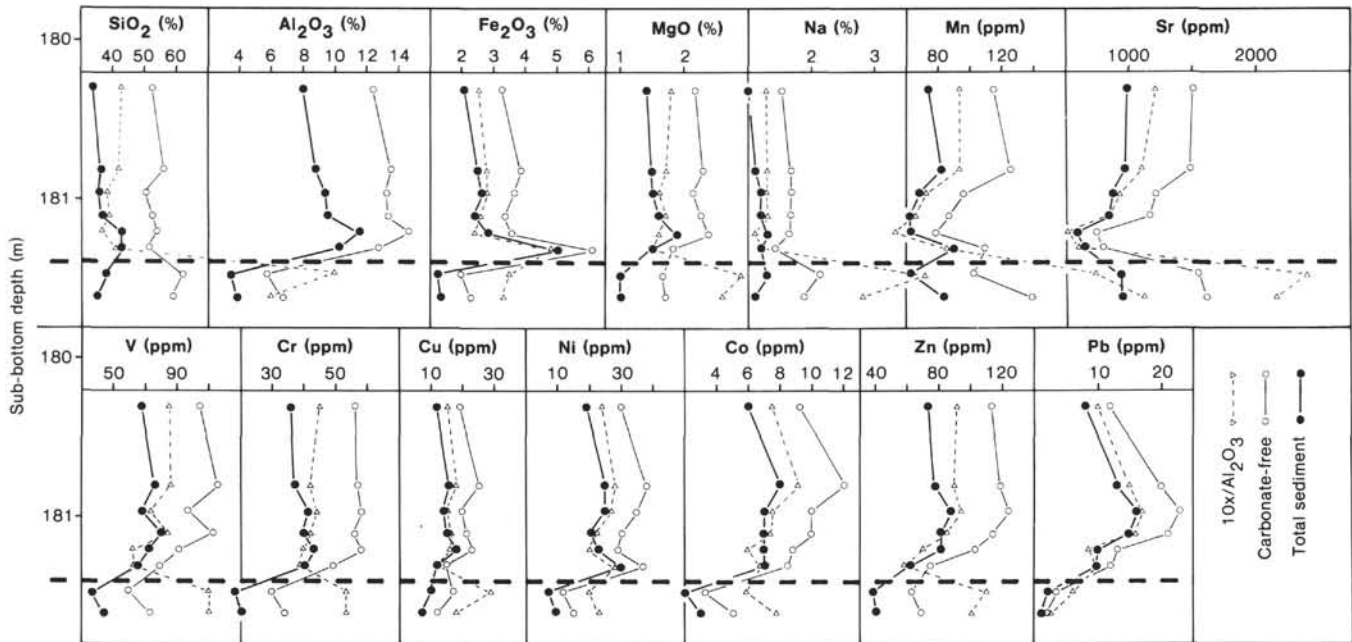 SiO2 (%) Al2O3 (%) Fe2O3 (%) MgO (%) Na (%) Mn (ppm) Sr (ppm)
180
40 50 60 4 6 8 10 12 14 2 3 4 5 6 1 2 2 3 80 120 1000 2000
181
Sub-bottom depth (m)
V (ppm) Cr (ppm) Cu (ppm) Ni (ppm) Co (ppm) Zn (ppm) Pb (ppm)
180
50 90 30 50 10 30 10 30 4 6 8 10 12 40 80 120 10 20
181
10x/Al2O3
Carbonate-free
Total sediment